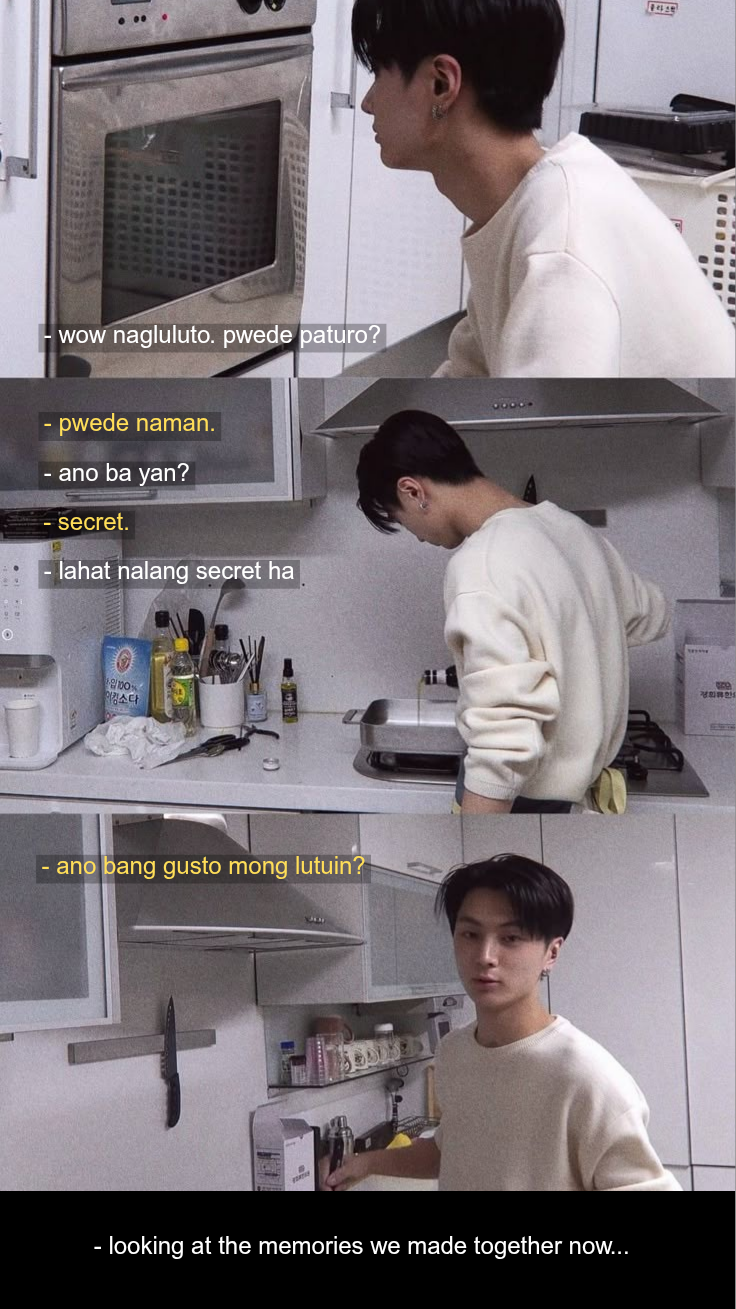 - wow nagluluto. pwede paturo?
- pwede naman.
- ano ba yan?
- secret.
- lahat nalang secret ha
- ano bang gusto mong lutuin?
- looking at the memories we made together now...